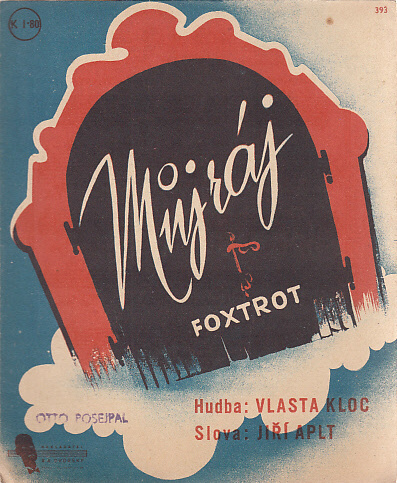 K 1-80
393
Můj ráj
FOXTROT
Hudba: VLASTA KLOC
Slova: JIŘÍ APLT
OTTO POSEJPAL